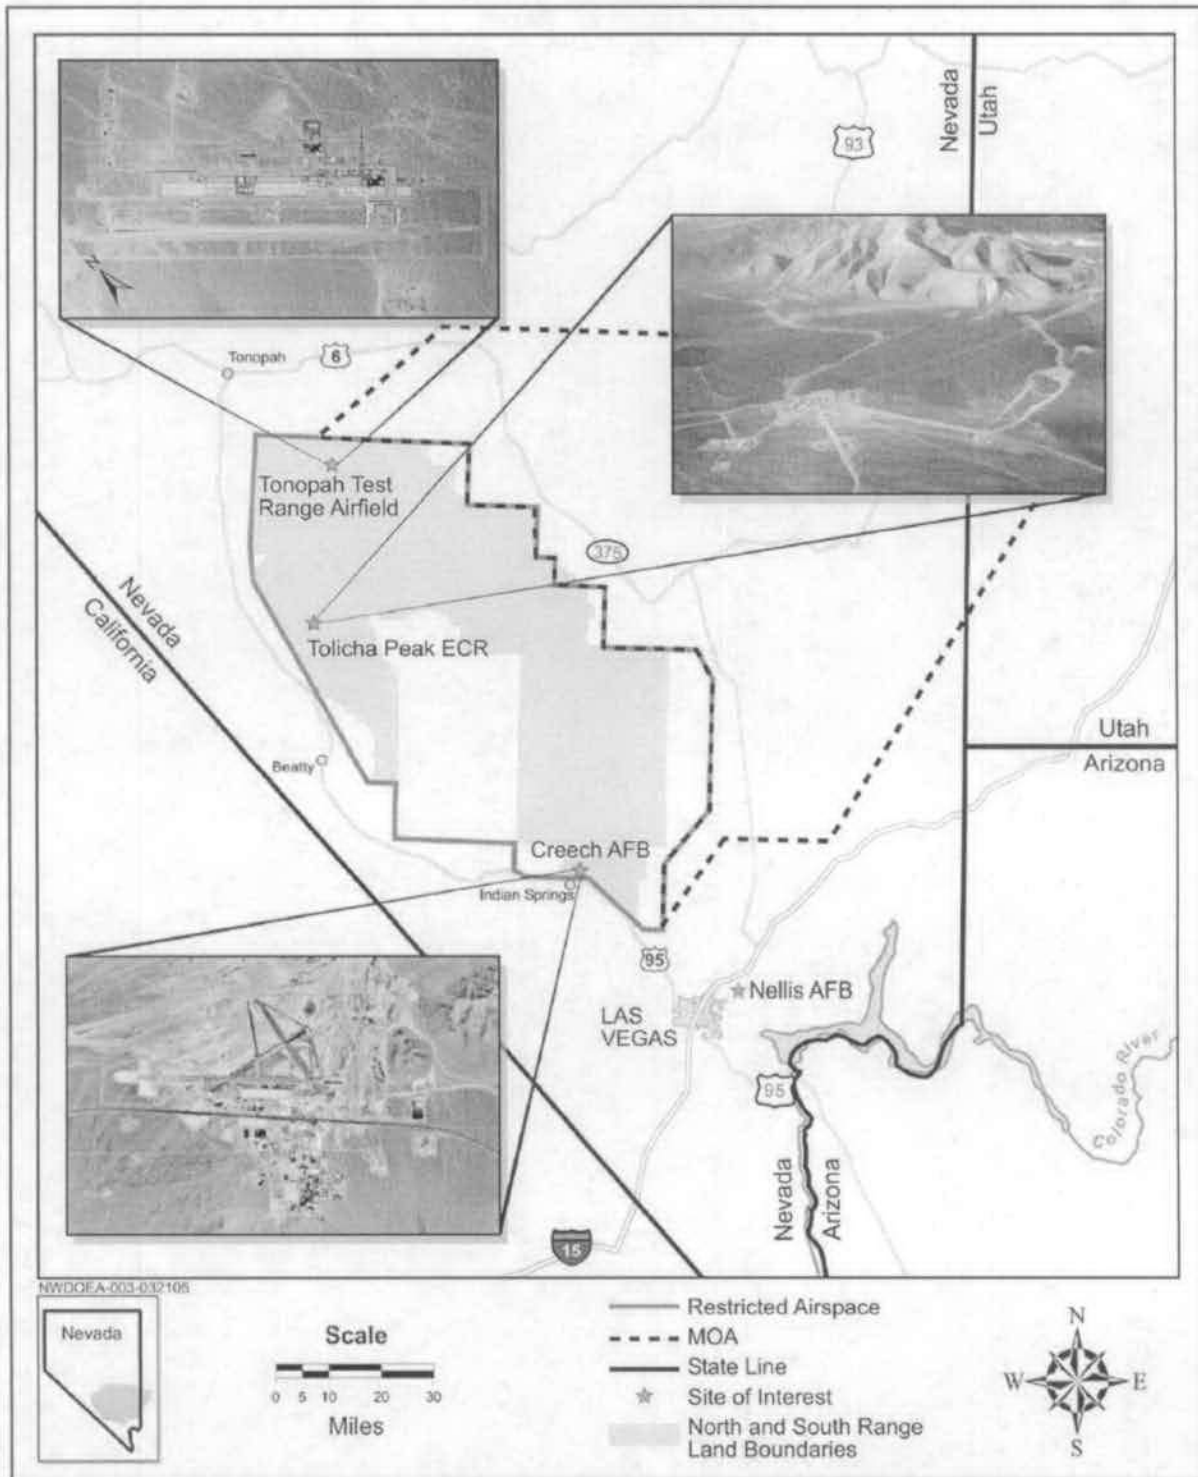 Nevada
Utah
93
N
Tonopah
6
Tonopah Test
Range Airfield
375
Nevada
California
Tolicha Peak ECR
Utah
Arizona
Beatty
Creech AFB
Indian Springs
95
Nellis AFB
LAS
VEGAS
95
Colorado River
Nevada
Arizona
15
NWDOEA-003-032105
Nevada
Scale
0 5 10 20 30
Miles
Restricted Airspace
MOA
State Line
Site of Interest
North and South Range
Land Boundaries
N
W
E
S